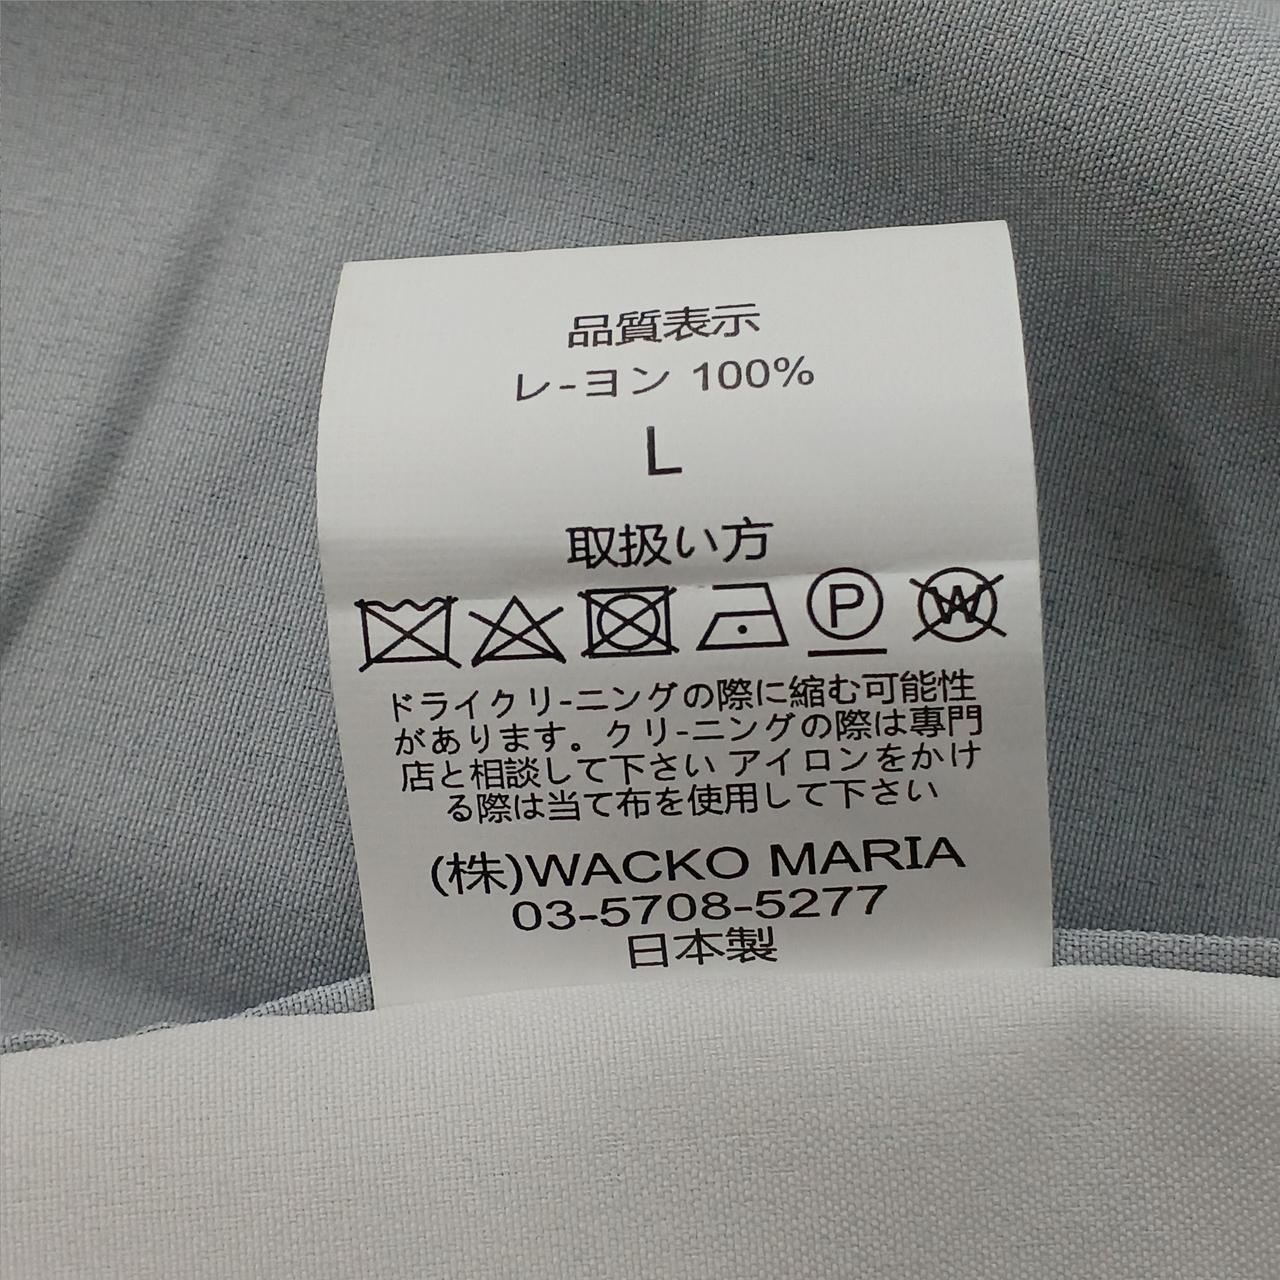 品質表示
レ-ヨン 100%
L
取扱い方
P W
ドライクリ-ニングの際に縮む可能性
があります。クリ-ニングの際は專門
店と相談して下さい アイロンをかけ
る際は当て布を使用して下さい
(株)WACKO MARIA
03-5708-5277
日本製